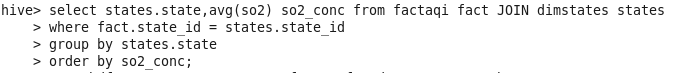 hive> select states.state,avg(so2) so2_conc from factaqi fact JOIN dimstates states
> where fact.state_id = states.state_id
> group by states.state
> order by so2_conc;